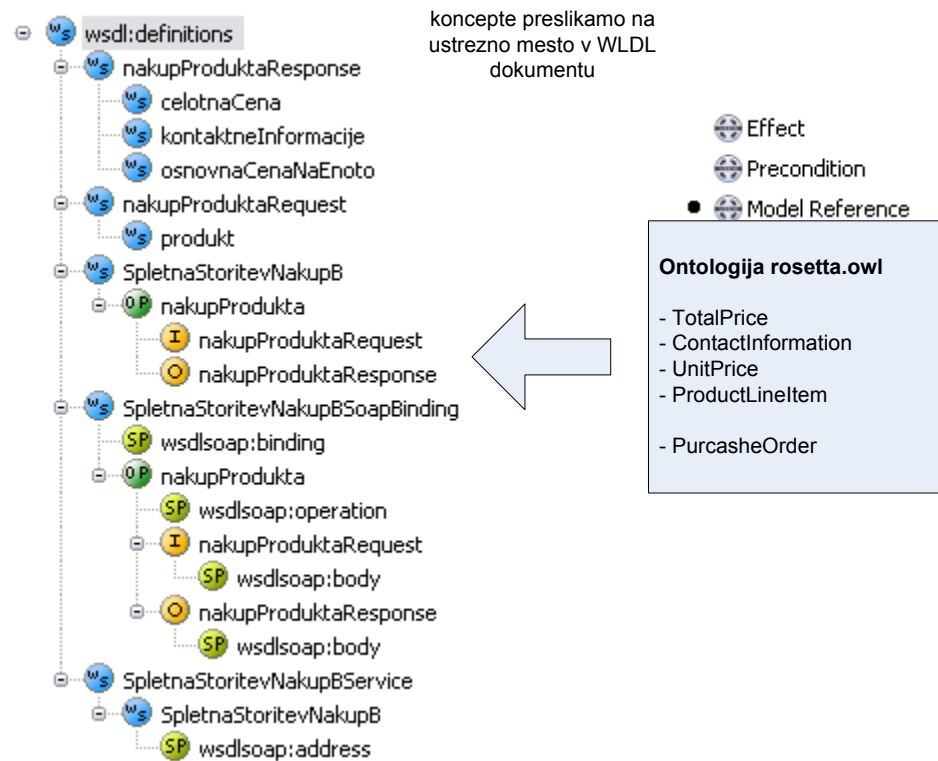 koncepte preslikamo na
ustrezno mesto v WLDL
dokumentu
wsdl:definitions
nakupProduktaResponse
celotnaCena
kontaktneInformacije
osnovnaCenaNaEnoto
nakupProduktaRequest
produkt
SpletnaStoritevNakupB
nakupProdukta
nakupProduktaRequest
nakupProduktaResponse
SpletnaStoritevNakupBSoapBinding
wsdlsoap:binding
nakupProdukta
wsdlsoap:operation
nakupProduktaRequest
wsdlsoap:body
nakupProduktaResponse
wsdlsoap:body
SpletnaStoritevNakupBService
SpletnaStoritevNakupB
wsdlsoap:address
Effect
Precondition
Model Reference
Ontologija rosetta.owl
- TotalPrice
- ContactInformation
- UnitPrice
- ProductLineItem
- PurcasheOrder